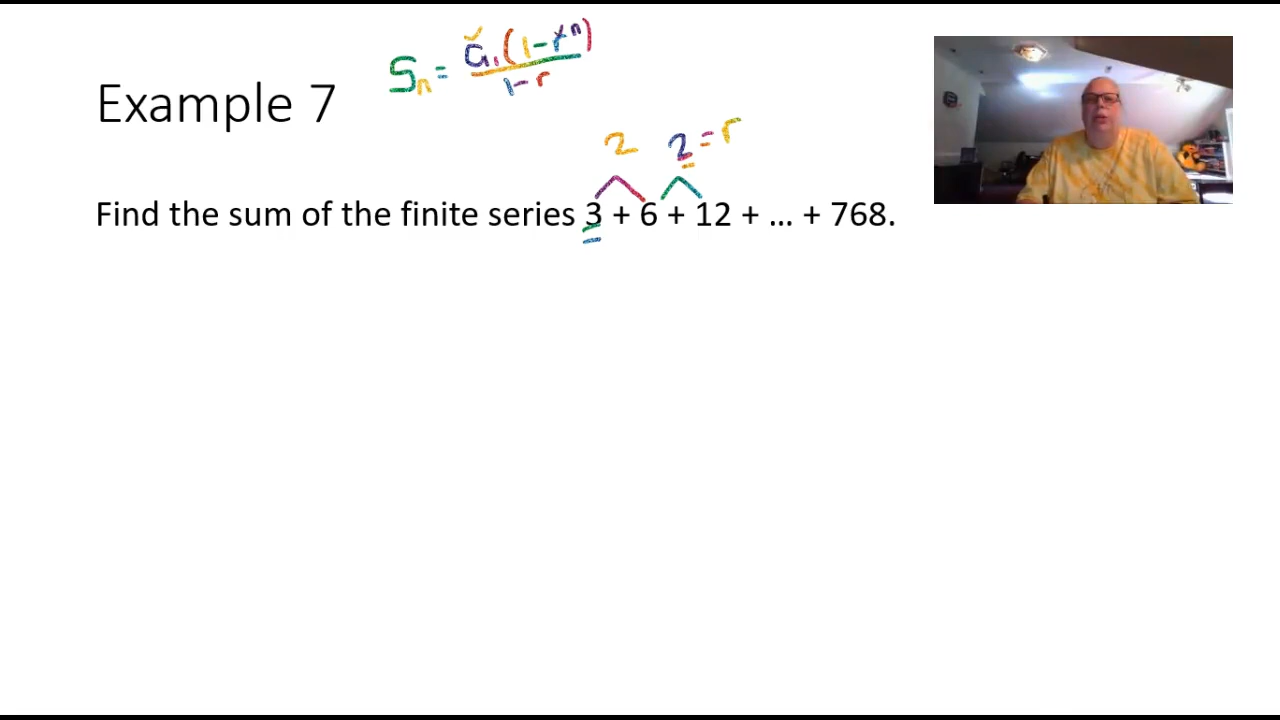 Sn = a₁(1-rⁿ)
1-r
Example 7
2 2 = r
Find the sum of the finite series 3 + 6 + 12 + ... + 768.